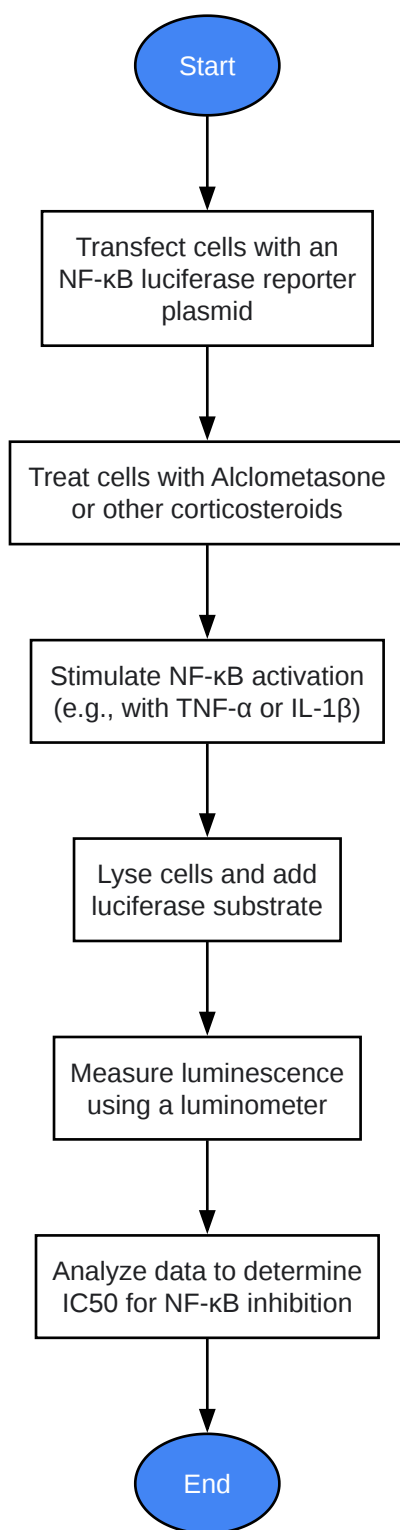 Start
Transfect cells with an
NF-κB luciferase reporter
plasmid
Treat cells with Alclometasone
or other corticosteroids
Stimulate NF-κB activation
(e.g., with TNF-α or IL-1β)
Lyse cells and add
luciferase substrate
Measure luminescence
using a luminometer
Analyze data to determine
IC50 for NF-κB inhibition
End